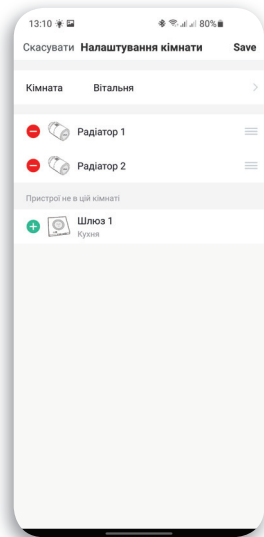 13:10 80%
Скасувати Налаштування кімнати Save
Кімната Вітальня
Радіатор 1
Радіатор 2
Пристрої не в цій кімнаті
Шлюз 1
Кухня